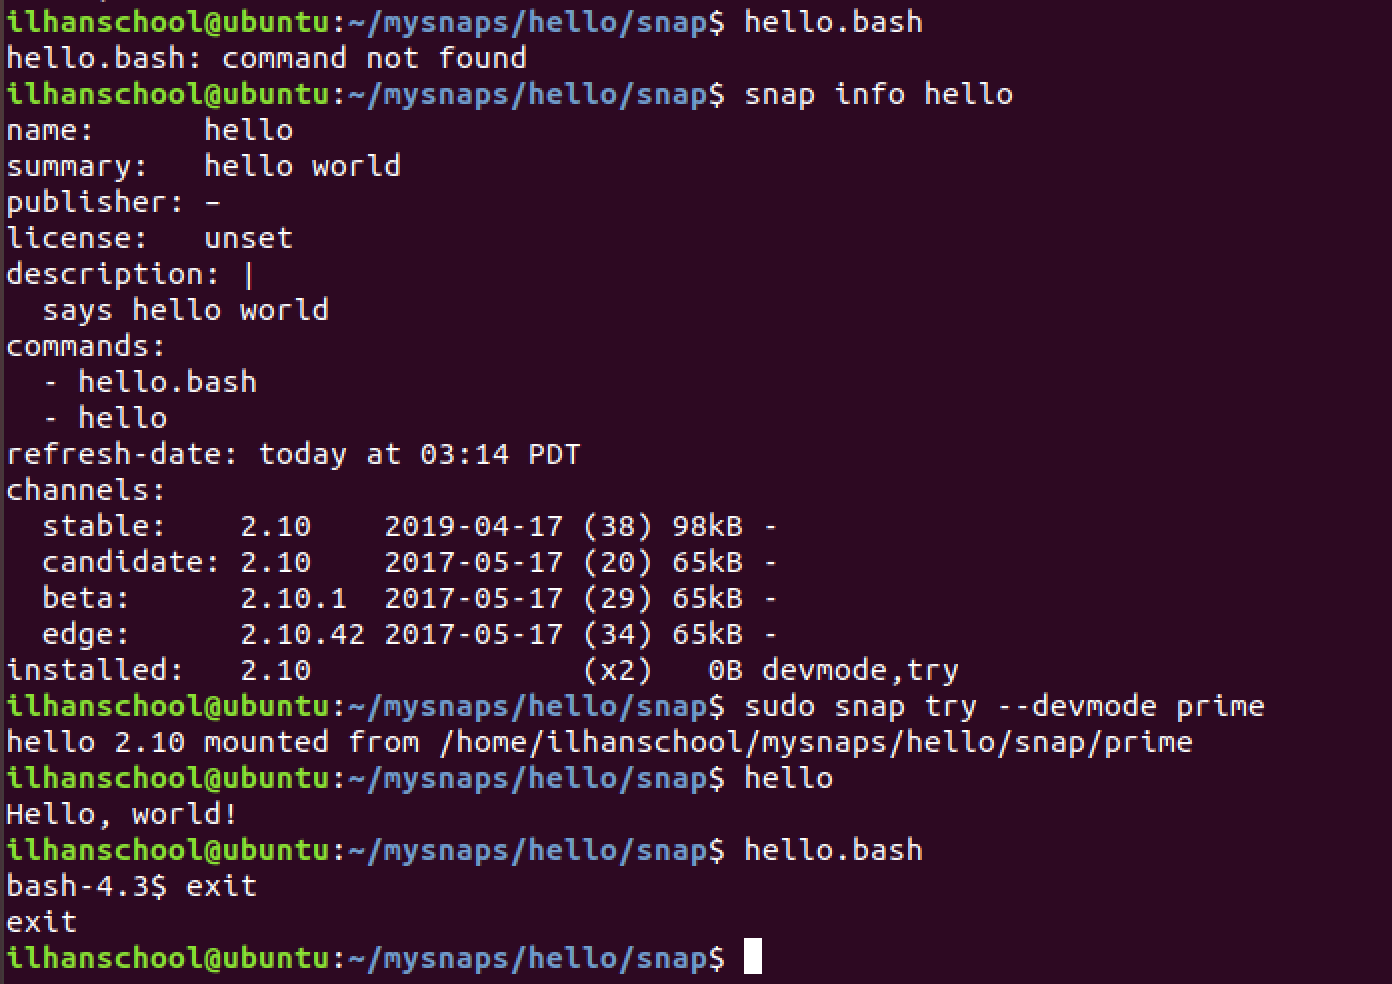 ilhanschool@ubuntu:~/mysnaps/hello/snap$ hello.bash
hello.bash: command not found
ilhanschool@ubuntu:~/mysnaps/hello/snap$ snap info hello
name:      hello
summary:   hello world
publisher: –
license:   unset
description: |
  says hello world
commands:
  - hello.bash
  - hello
refresh-date: today at 03:14 PDT
channels:
  stable:    2.10    2019-04-17 (38) 98kB -
  candidate: 2.10    2017-05-17 (20) 65kB -
  beta:      2.10.1  2017-05-17 (29) 65kB -
  edge:      2.10.42 2017-05-17 (34) 65kB -
installed:   2.10               (x2)   0B devmode,try
ilhanschool@ubuntu:~/mysnaps/hello/snap$ sudo snap try --devmode prime
hello 2.10 mounted from /home/ilhanschool/mysnaps/hello/snap/prime
ilhanschool@ubuntu:~/mysnaps/hello/snap$ hello
Hello, world!
ilhanschool@ubuntu:~/mysnaps/hello/snap$ hello.bash
bash-4.3$ exit
exit
ilhanschool@ubuntu:~/mysnaps/hello/snap$